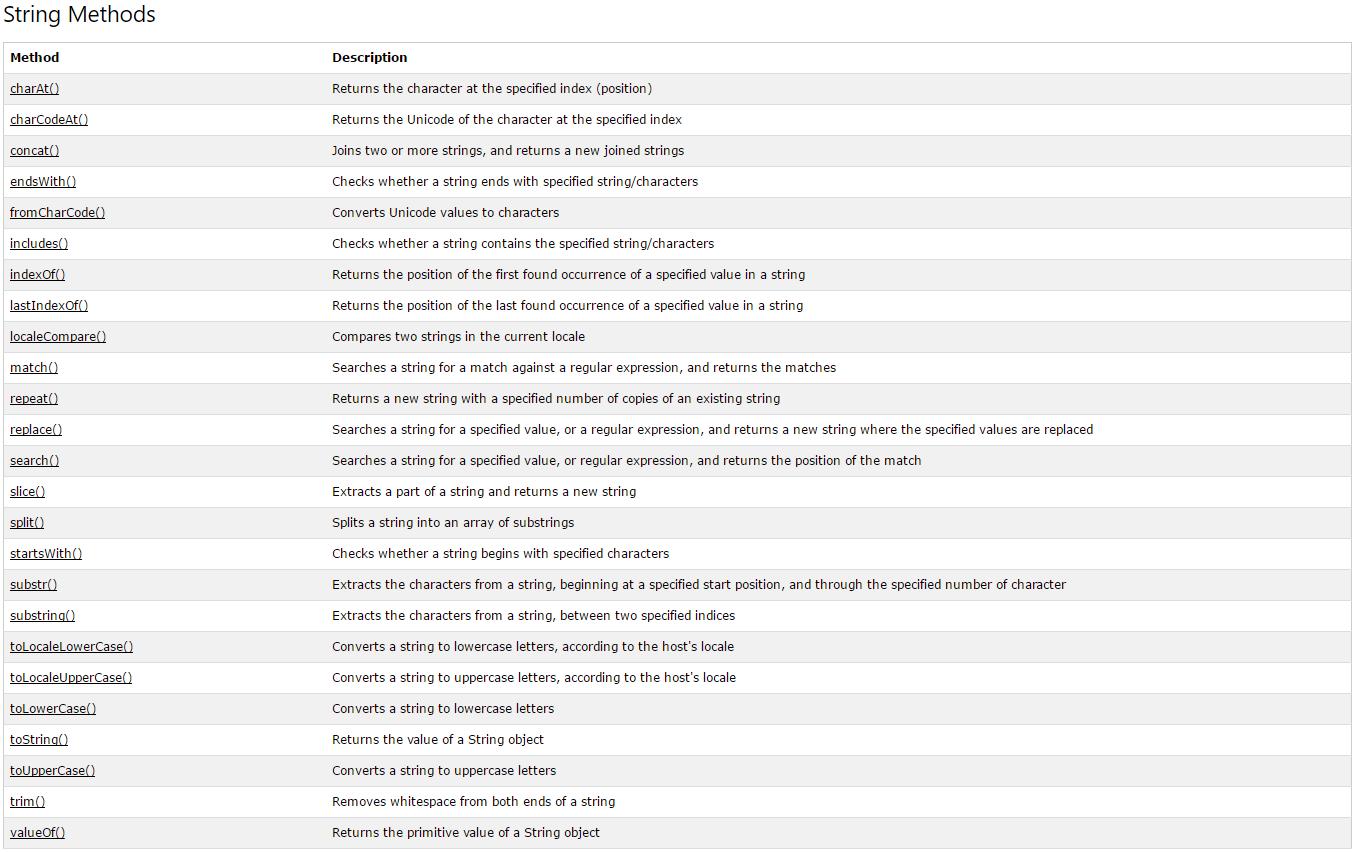 String Methods
Method Description
charAt() Returns the character at the specified index (position)
charCodeAt() Returns the Unicode of the character at the specified index
concat() Joins two or more strings, and returns a new joined strings
endsWith() Checks whether a string ends with specified string/characters
fromCharCode() Converts Unicode values to characters
includes() Checks whether a string contains the specified string/characters
indexOf() Returns the position of the first found occurrence of a specified value in a string
lastIndexOf() Returns the position of the last found occurrence of a specified value in a string
localeCompare() Compares two strings in the current locale
match() Searches a string for a match against a regular expression, and returns the matches
repeat() Returns a new string with a specified number of copies of an existing string
replace() Searches a string for a specified value, or a regular expression, and returns a new string where the specified values are replaced
search() Searches a string for a specified value, or regular expression, and returns the position of the match
slice() Extracts a part of a string and returns a new string
split() Splits a string into an array of substrings
startsWith() Checks whether a string begins with specified characters
substr() Extracts the characters from a string, beginning at a specified start position, and through the specified number of character
substring() Extracts the characters from a string, between two specified indices
toLocaleLowerCase() Converts a string to lowercase letters, according to the host's locale
toLocaleUpperCase() Converts a string to uppercase letters, according to the host's locale
toLowerCase() Converts a string to lowercase letters
toString() Returns the value of a String object
toUpperCase() Converts a string to uppercase letters
trim() Removes whitespace from both ends of a string
valueOf() Returns the primitive value of a String object